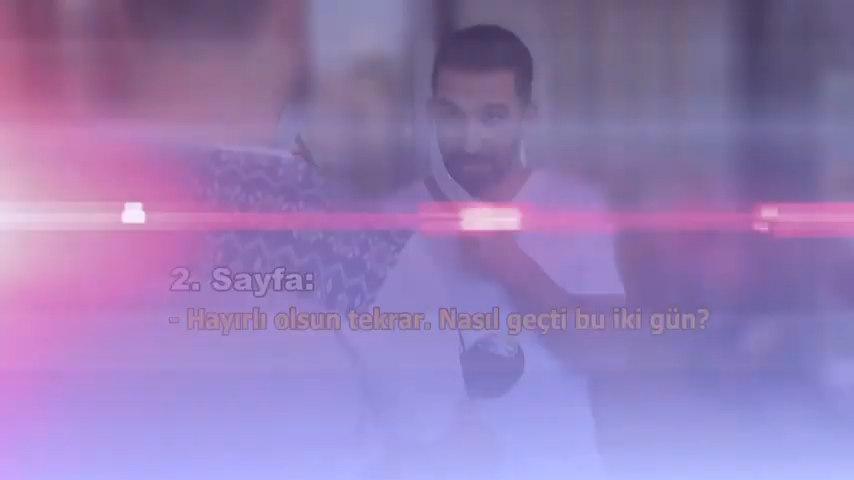 2. Sayfa:
- Hayırlı olsun tekrar. Nasıl geçti bu iki gün?